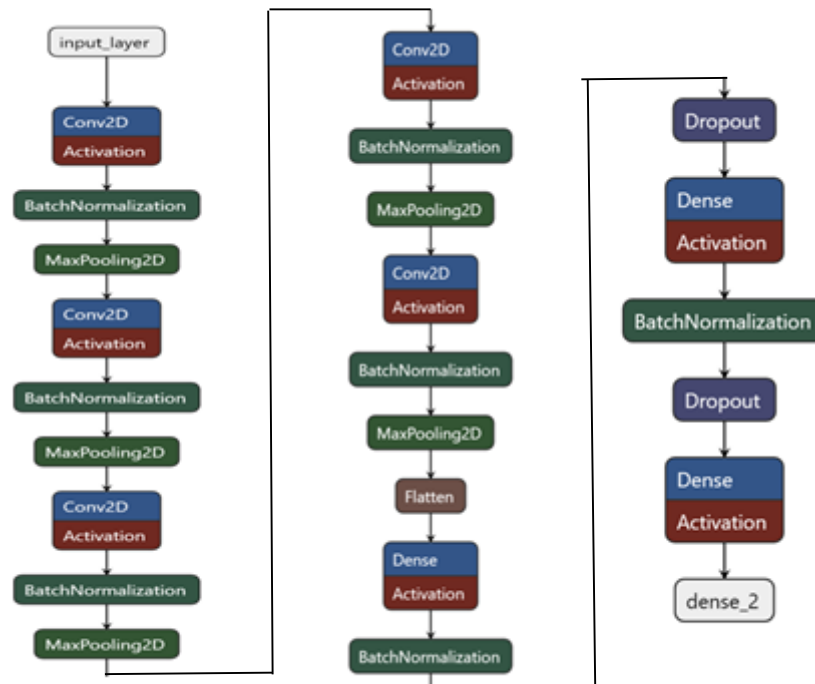 input_layer
Conv2D
Activation
BatchNormalization
MaxPooling2D
Conv2D
Activation
BatchNormalization
MaxPooling2D
Conv2D
Activation
BatchNormalization
MaxPooling2D
Conv2D
Activation
BatchNormalization
MaxPooling2D
Conv2D
Activation
BatchNormalization
MaxPooling2D
Flatten
Dense
Activation
BatchNormalization
Dropout
Dense
Activation
BatchNormalization
Dropout
Dense
Activation
dense_2